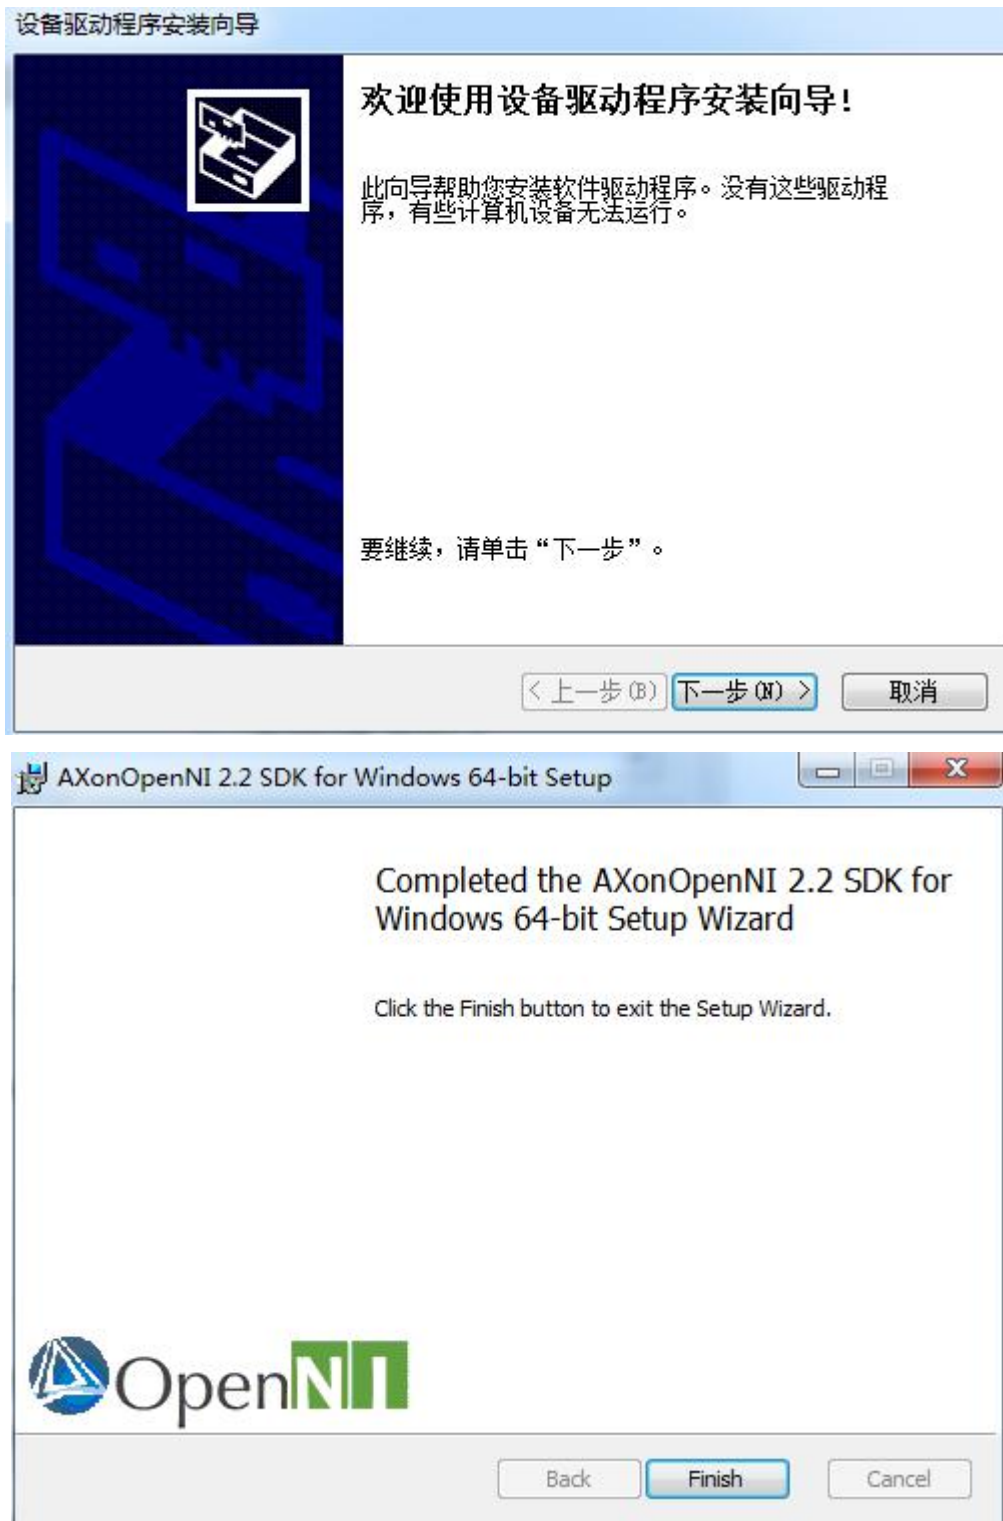 设备驱动程序安装向导
欢迎使用设备驱动程序安装向导!
此向导帮助您安装软件驱动程序。没有这些驱动程
序，有些计算机设备无法运行。
要继续，请单击“下一步”。
< 上一步(B) 下一步(N) > 取消
AXonOpenNI 2.2 SDK for Windows 64-bit Setup
Completed the AXonOpenNI 2.2 SDK for
Windows 64-bit Setup Wizard
Click the Finish button to exit the Setup Wizard.
OpenNI
Back Finish Cancel